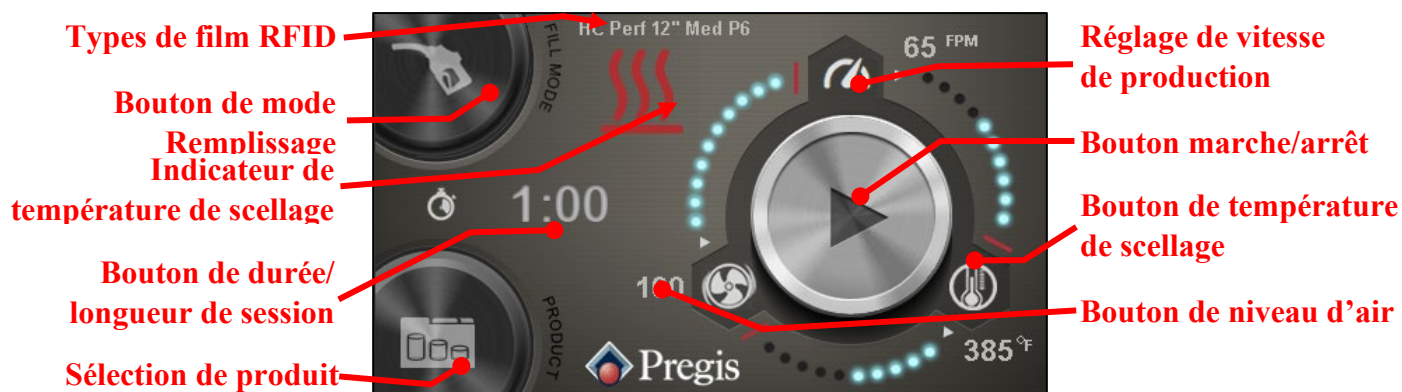 Types de film RFID
Bouton de mode
Remplissage
Indicateur de
température de scellage
Bouton de durée/
longueur de session
Sélection de produit
HC Perf 12" Med P6
FILL MODE
1:00
PRODUCT
Pregis
65 FPM
385°F
Réglage de vitesse
de production
Bouton marche/arrêt
Bouton de température
de scellage
Bouton de niveau d’air